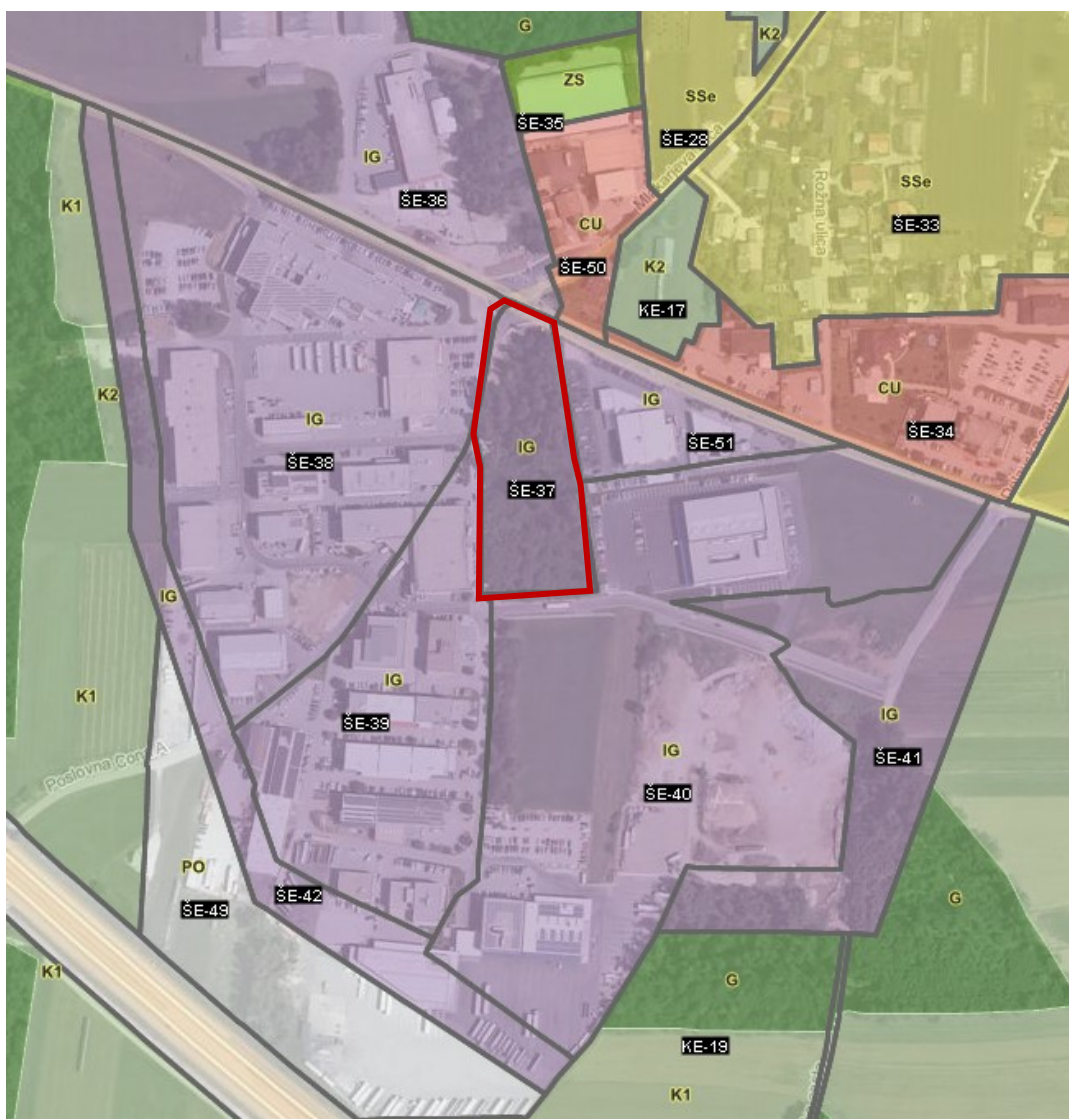 G
K2
ZS
SSe
ŠE-35
ŠE-28
IG
SSe
K1
ŠE-36
Rožna ulica
CU
ŠE-33
ŠE-50
K2
KE-17
K2
CU
IG
IG
ŠE-51
ŠE-34
IG
ŠE-38
ŠE-37
IG
K1
IG
IG
ŠE-39
IG
ŠE-41
Poslovna Cona A
ŠE-40
PO
ŠE-42
ŠE-49
G
K1
G
KE-19
K1